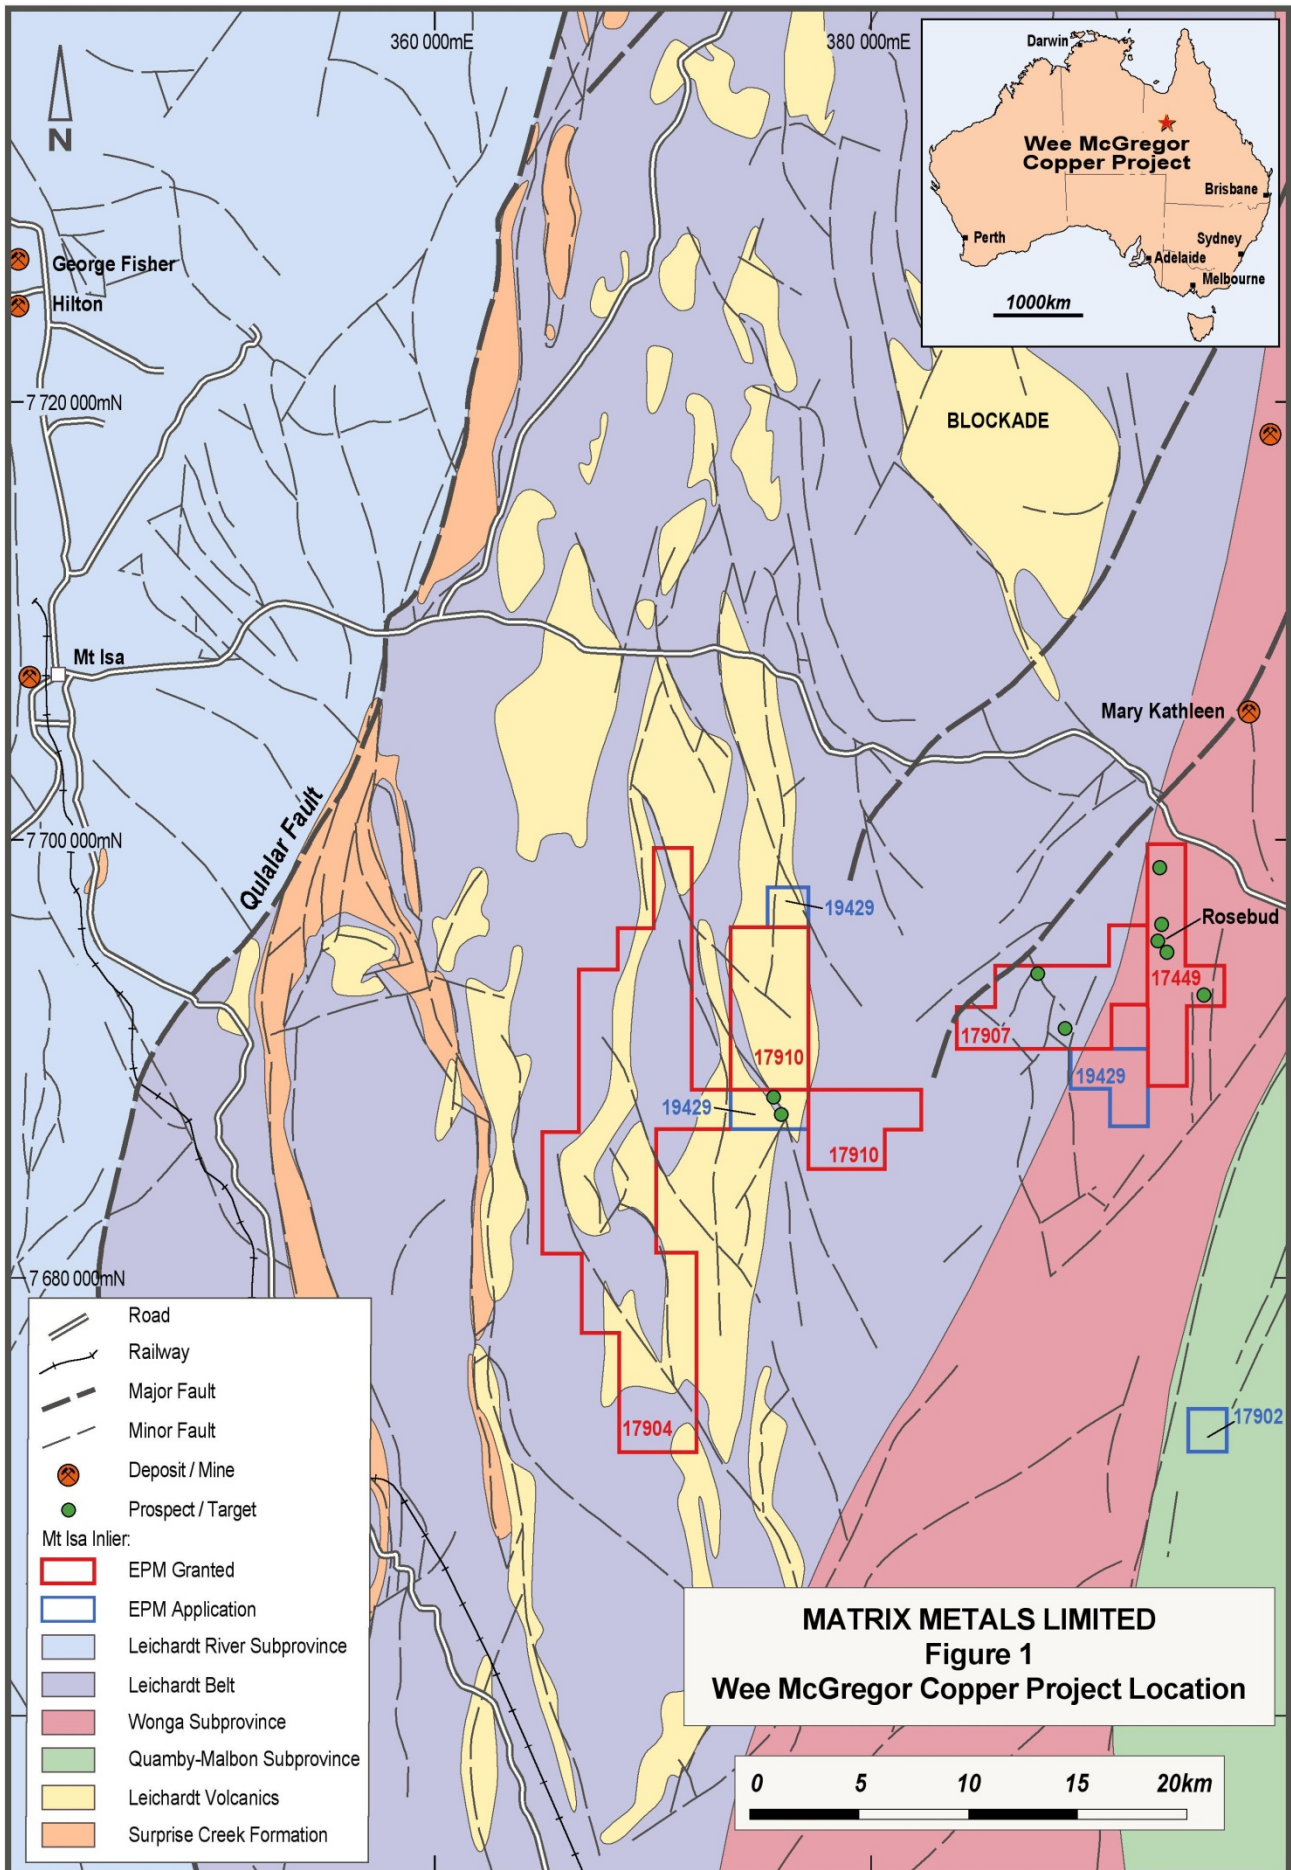 360 000mE
380 000mE
N
Darwin
Wee McGregor
Copper Project
Brisbane
Perth
Sydney
Adelaide
Melbourne
1000km
George Fisher
Hilton
7 720 000mN
BLOCKADE
Mt Isa
Mary Kathleen
Qulalar Fault
7 700 000mN
19429
Rosebud
17449
17907
17910
19429
19429
17910
7 680 000mN
17904
17902
Road
Railway
Major Fault
Minor Fault
Deposit / Mine
Prospect / Target
Mt Isa Inlier:
EPM Granted
EPM Application
Leichardt River Subprovince
Leichardt Belt
Wonga Subprovince
Quamby-Malbon Subprovince
Leichardt Volcanics
Surprise Creek Formation
MATRIX METALS LIMITED
Figure 1
Wee McGregor Copper Project Location
0 5 10 15 20km